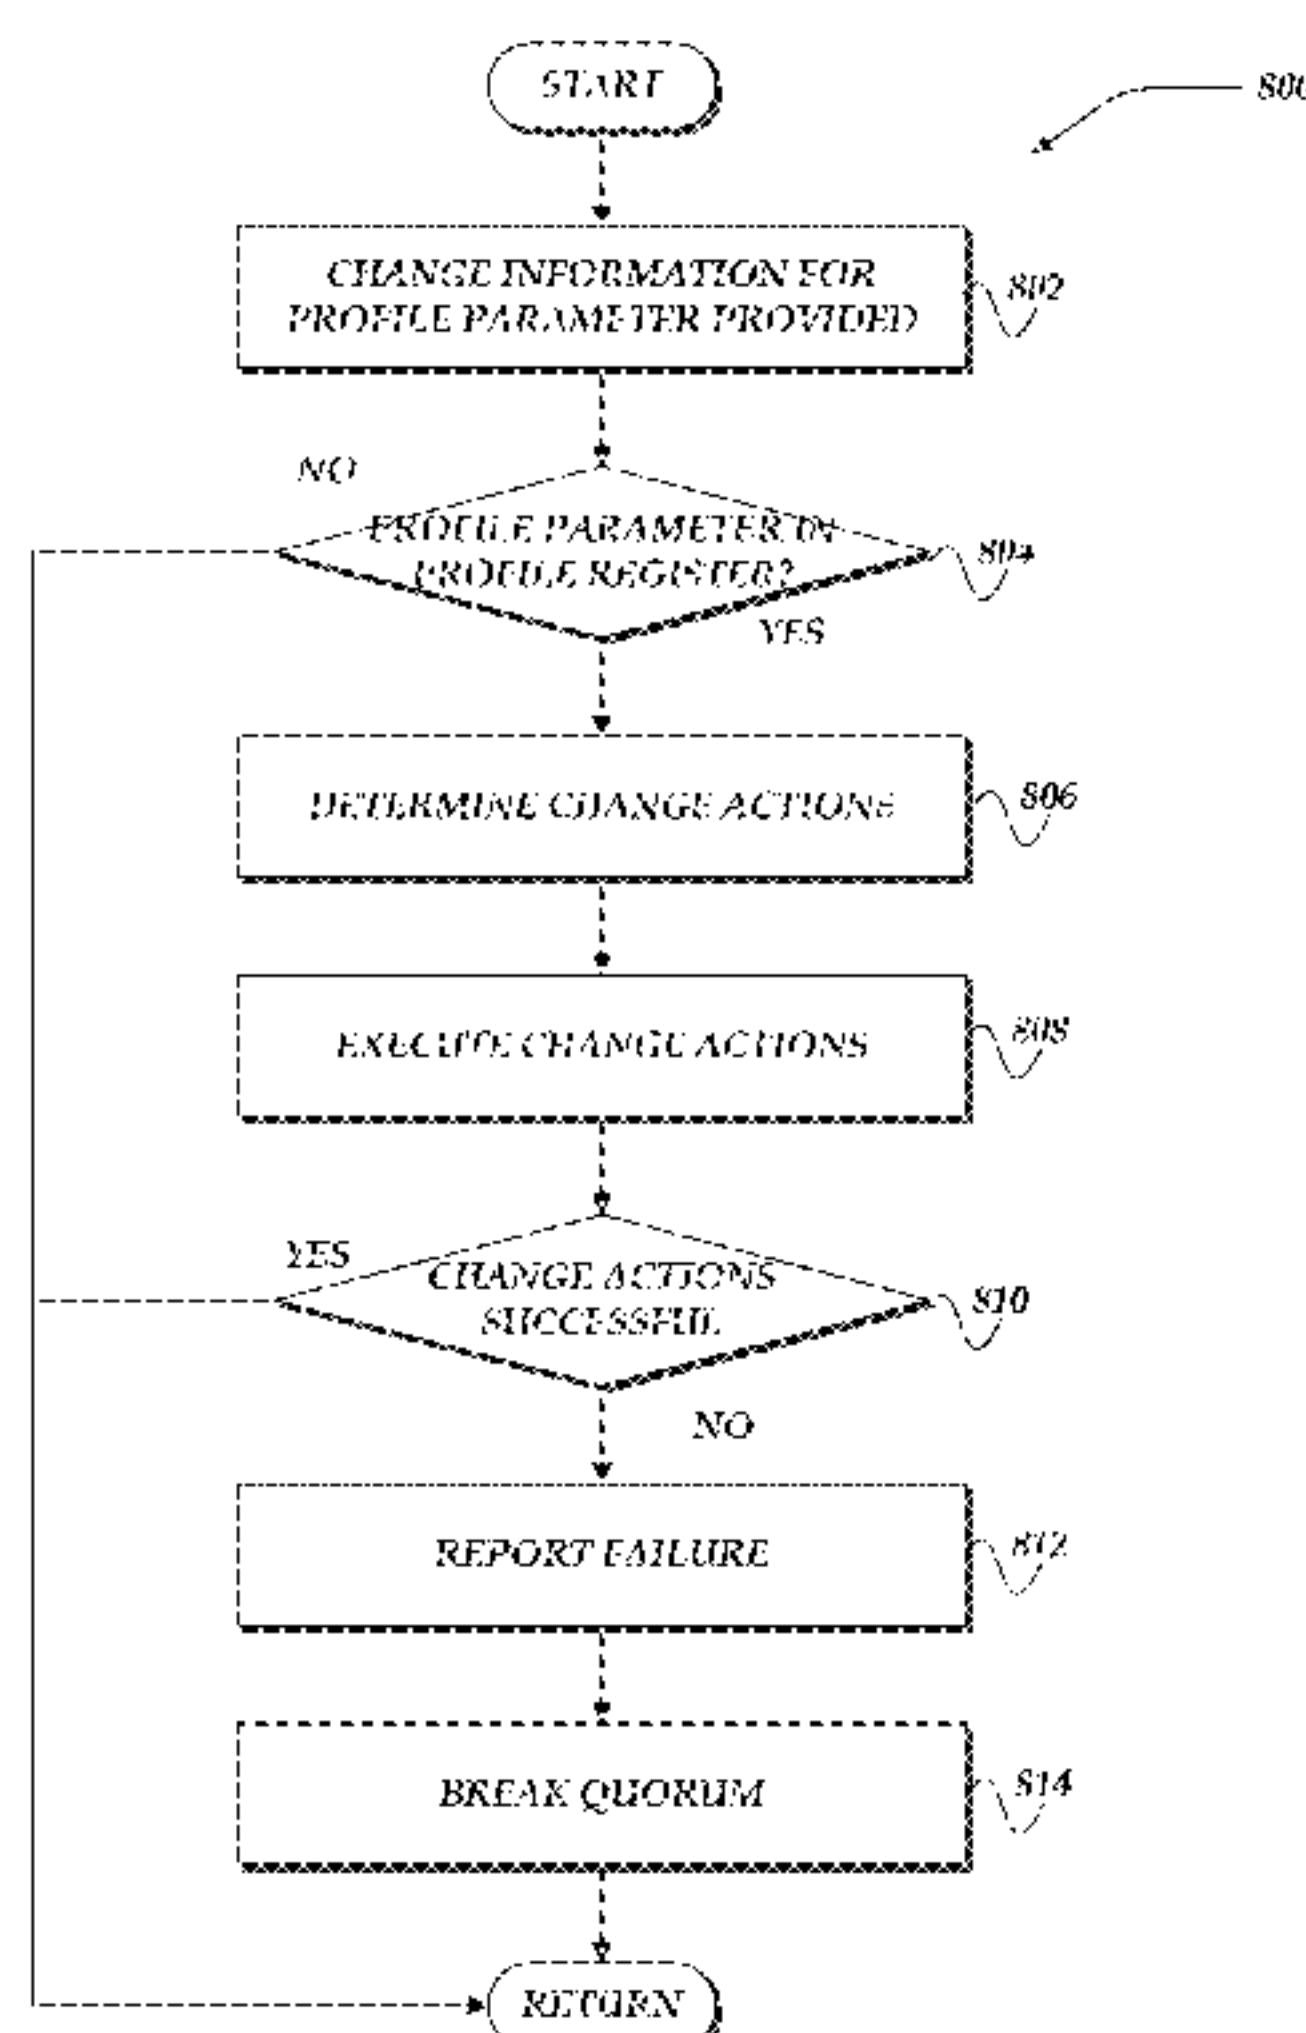 START
800
CHANGE INFORMATION FOR
PROFILE PARAMETER PROVIDED
802
NO
PROFILE PARAMETER IN
PROFILE REGISTER?
804
YES
DETERMINE CHANGE ACTIONS
806
EXECUTE CHANGE ACTIONS
808
YES
CHANGE ACTIONS
SUCCESSFUL
810
NO
REPORT FAILURE
812
BREAK QUORUM
814
RETURN